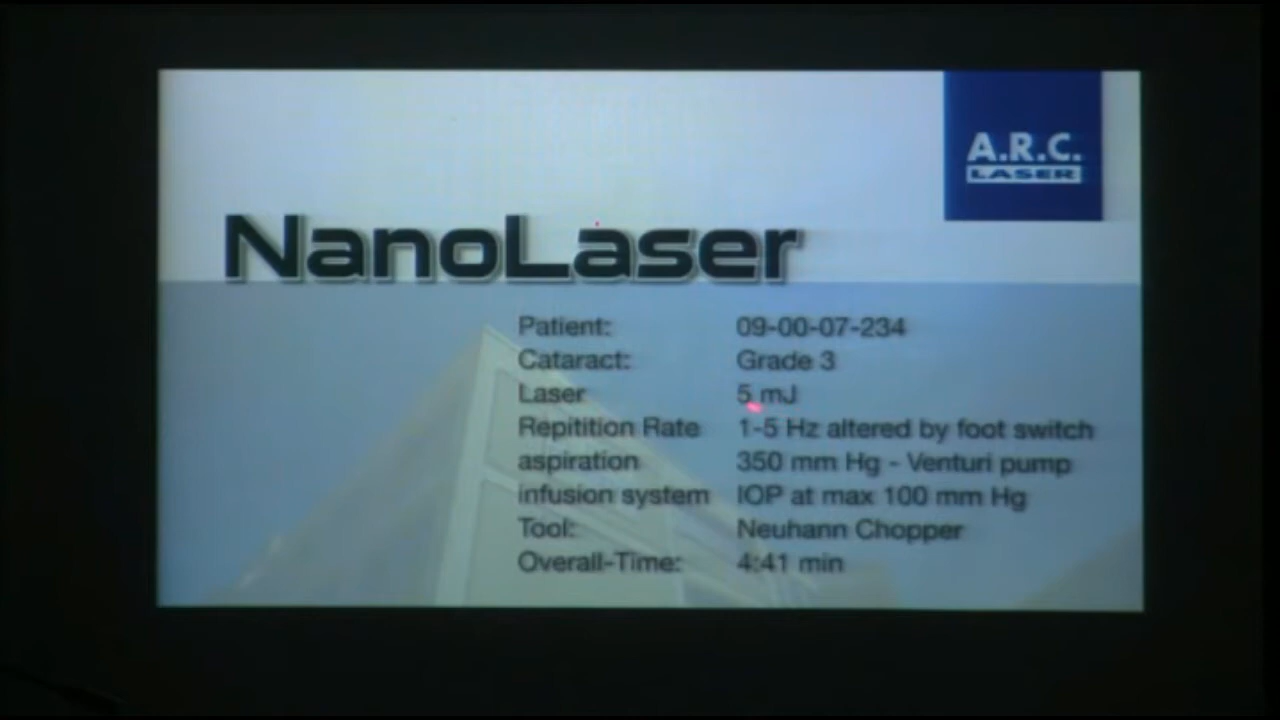 A.R.C.
LASER
NanoLaser
Patient: 09-00-07-234
Cataract: Grade 3
Laser 5 mJ
Repitition Rate 1-5 Hz altered by foot switch
aspiration 350 mm Hg - Venturi pump
infusion system IOP at max 100 mm Hg
Tool: Neuhann Chopper
Overall-Time: 4:41 min